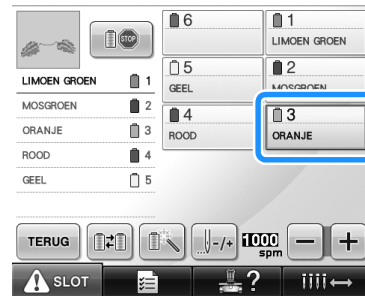 STOP
LIMOEN GROEN 1
MOSGROEN 2
ORANJE 3
ROOD 4
GEEL 5
6
1
LIMOEN GROEN
5
GEEL
2
MOSGROEN
4
ROOD
3
ORANJE
TERUG
-/+
1000
spm
− +
SLOT
?